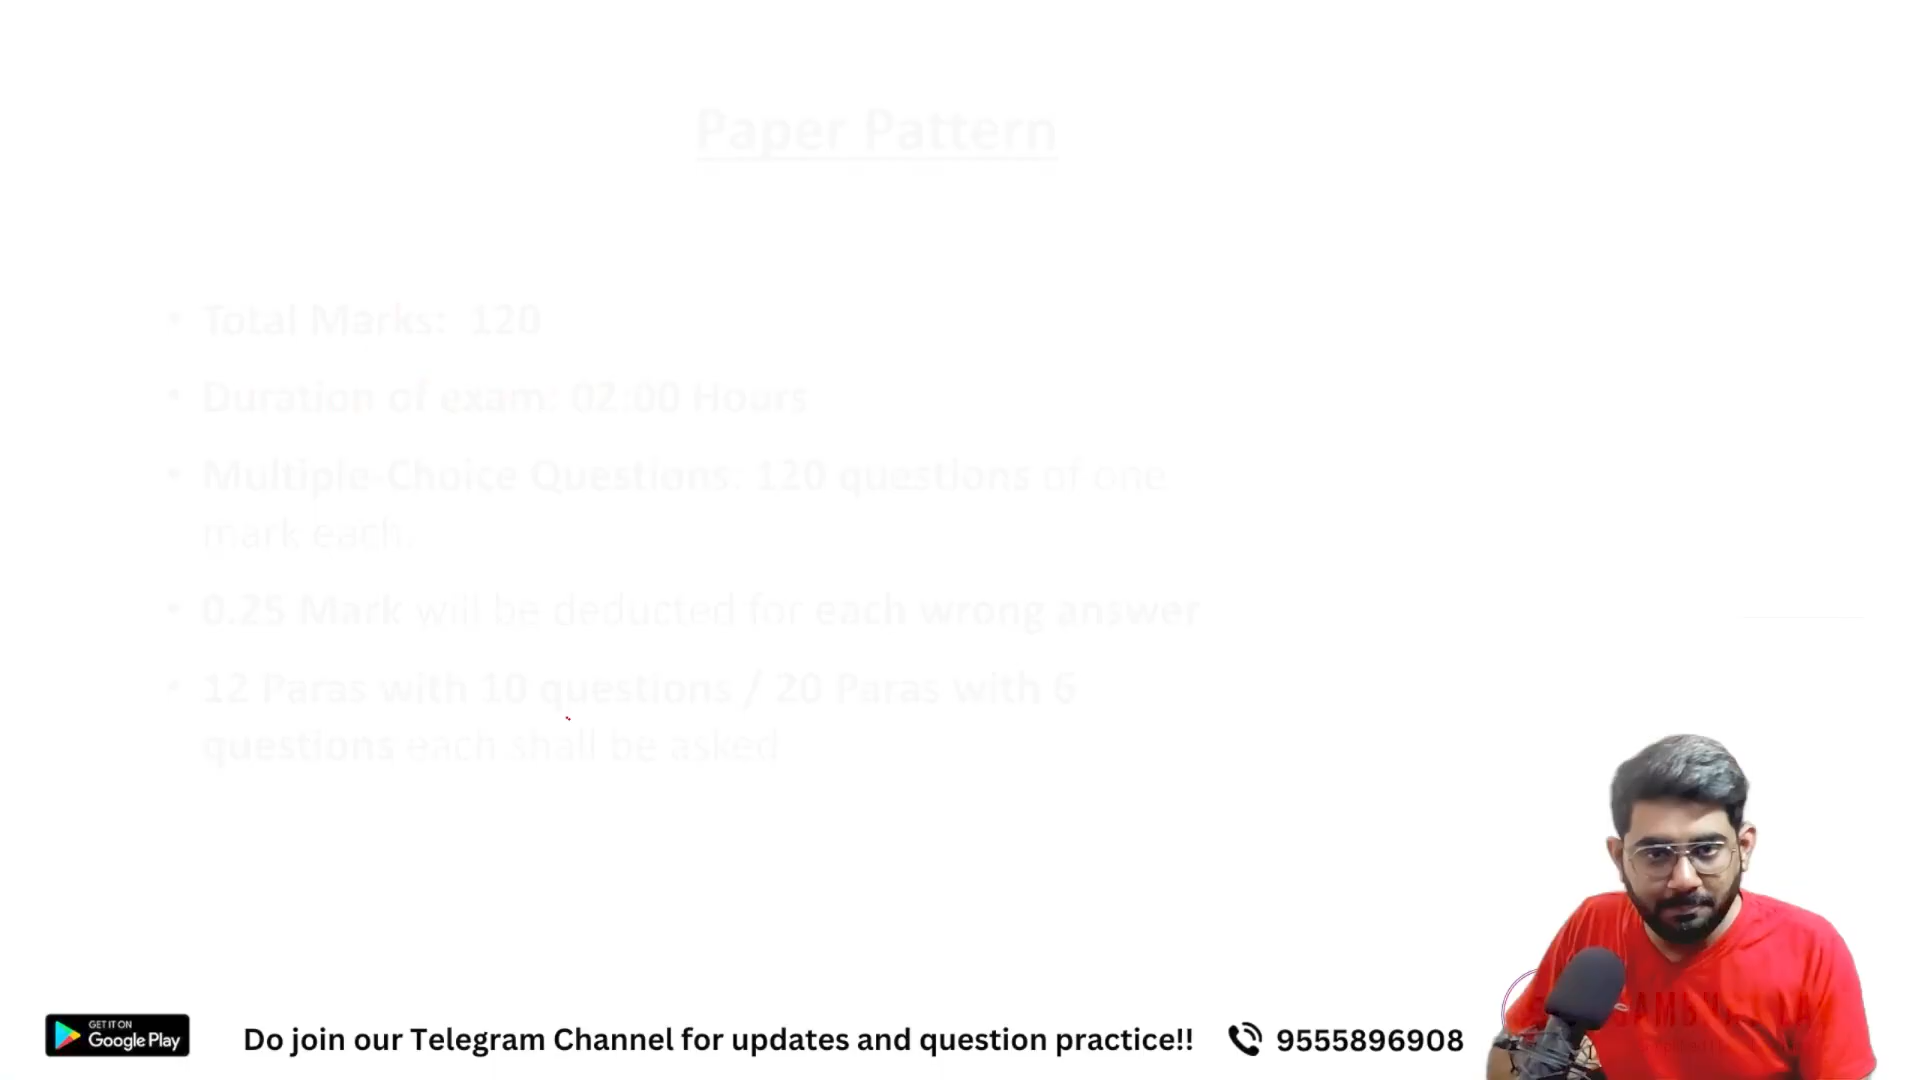 Paper Pattern
• Total Marks: 120
• Duration of exam: 02:00 Hours
• Multiple-Choice Questions: 120 questions of one
mark each.
• 0.25 Mark will be deducted for each wrong answer
• 12 Paras with 10 questions / 20 Paras with 6
questions each shall be asked
GET IT ON
Google Play
Do join our Telegram Channel for updates and question practice!!
9555896908